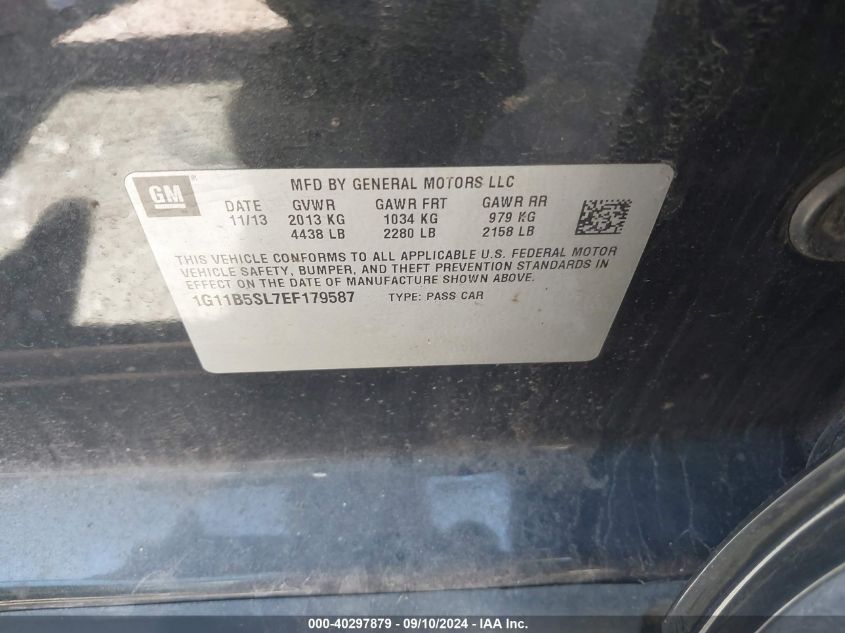 GM ®
MFD BY GENERAL MOTORS LLC
DATE GVWR GAWR FRT GAWR RR
11/13 2013 KG 1034 KG 979 KG
4438 LB 2280 LB 2158 LB
THIS VEHICLE CONFORMS TO ALL APPLICABLE U.S. FEDERAL MOTOR
VEHICLE SAFETY, BUMPER, AND THEFT PREVENTION STANDARDS IN
EFFECT ON THE DATE OF MANUFACTURE SHOWN ABOVE.
1G11B5SL7EF179587 TYPE: PASS CAR
000-40297879 - 09/10/2024 - IAA Inc.